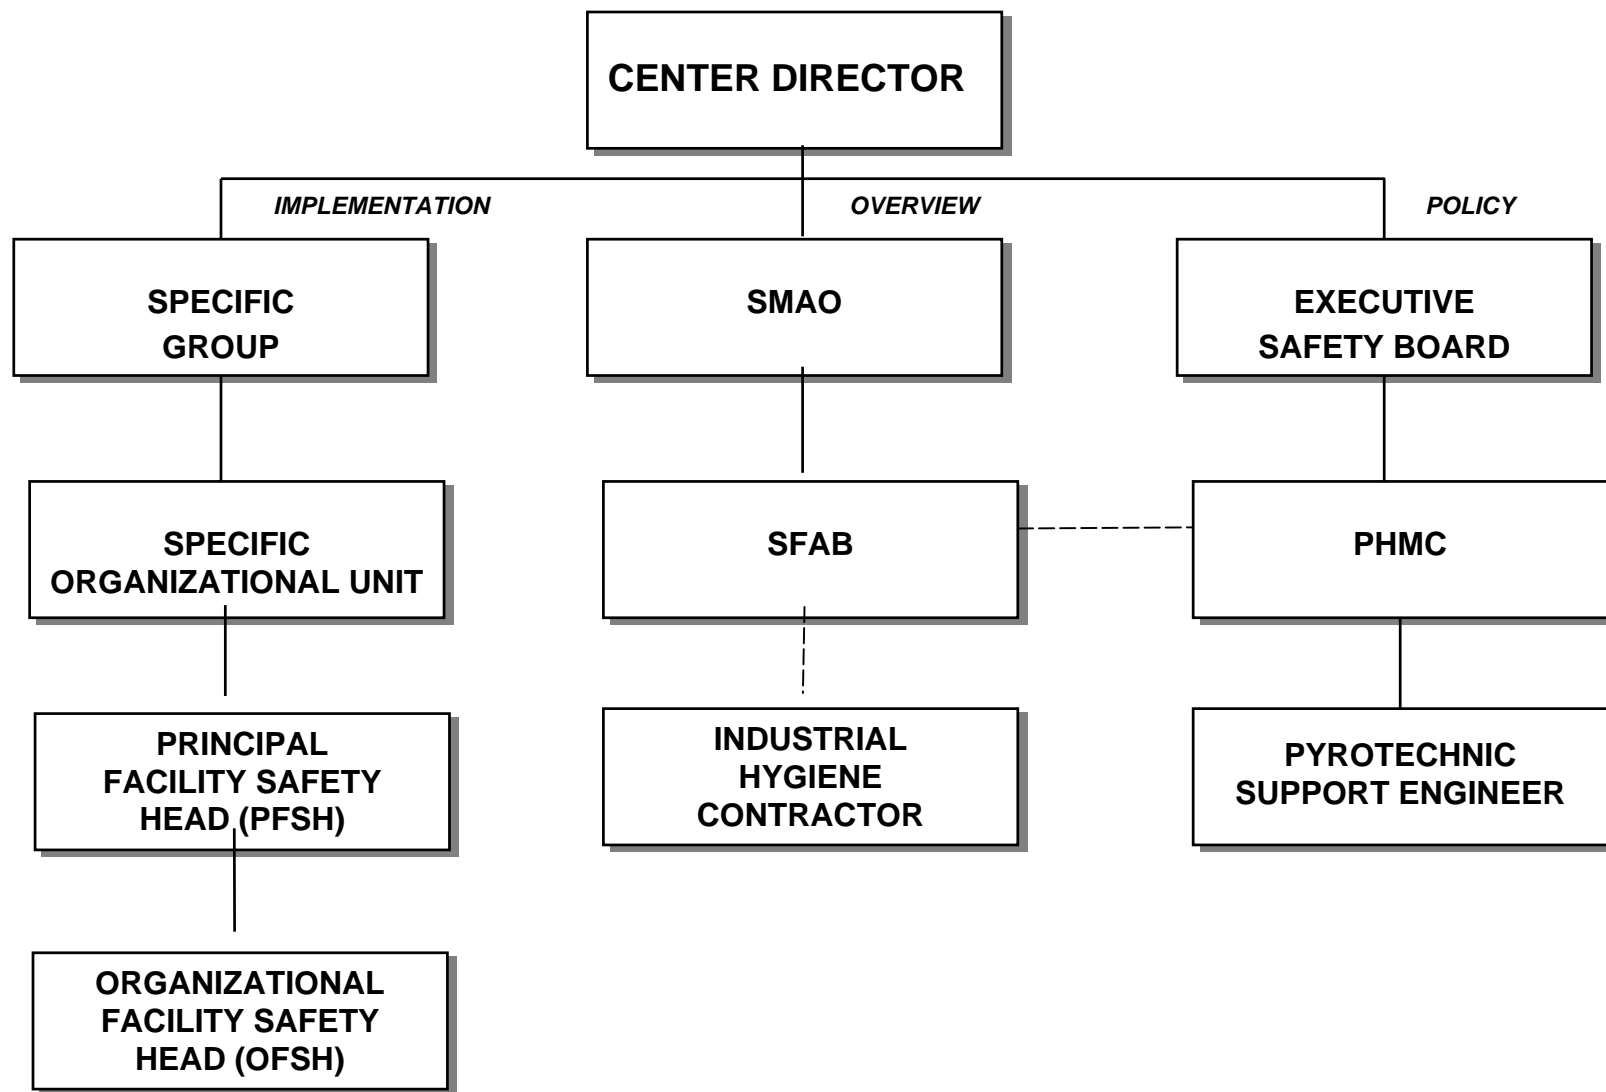 CENTER DIRECTOR
IMPLEMENTATION
OVERVIEW
POLICY
SPECIFIC
GROUP
SMAO
EXECUTIVE
SAFETY BOARD
SPECIFIC
ORGANIZATIONAL UNIT
SFAB
PHMC
PRINCIPAL
FACILITY SAFETY
HEAD (PFSH)
INDUSTRIAL
HYGIENE
CONTRACTOR
PYROTECHNIC
SUPPORT ENGINEER
ORGANIZATIONAL
FACILITY SAFETY
HEAD (OFSH)